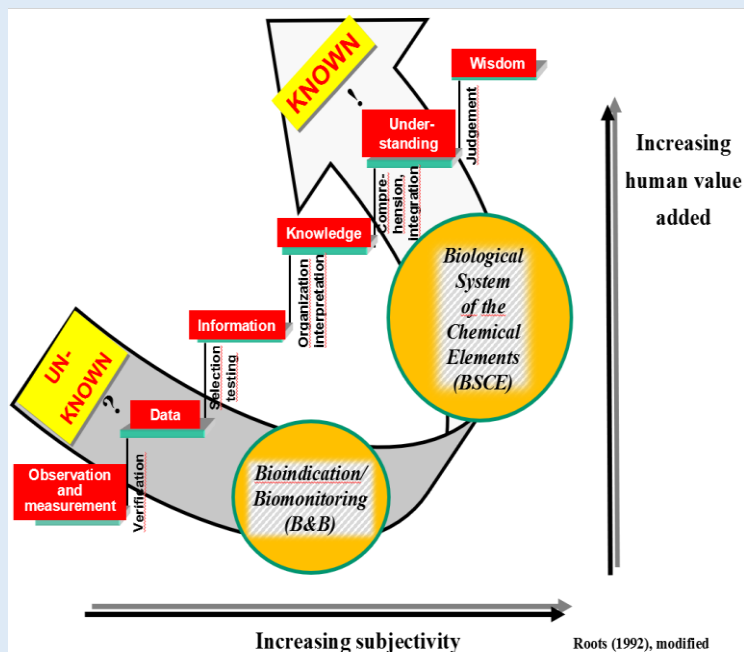 Wisdom
KNOWN
!
Under-
standing
Judgement
Compre-
hension,
integration
Knowledge
Organization
interpretation
Information
Selection
testing
UN-
KNOWN
?
Data
Verification
Observation
and
measurement
Biological
System
of the
Chemical
Elements
(BSCE)
Bioindication/
Biomonitoring
(B&B)
Increasing
human value
added
Increasing subjectivity
Roots (1992), modified